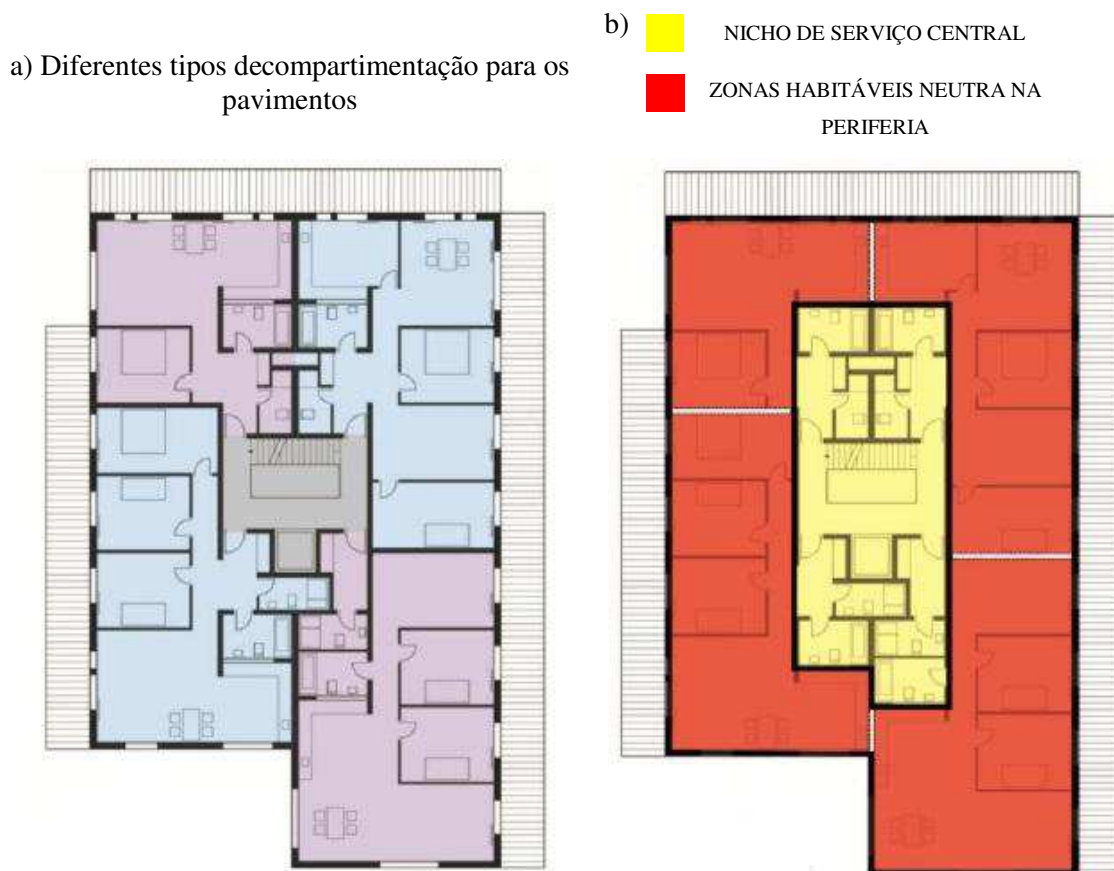 a) Diferentes tipos decompartimentação para os
pavimentos
b)
NICHO DE SERVIÇO CENTRAL
ZONAS HABITÁVEIS NEUTRA NA
PERIFERIA